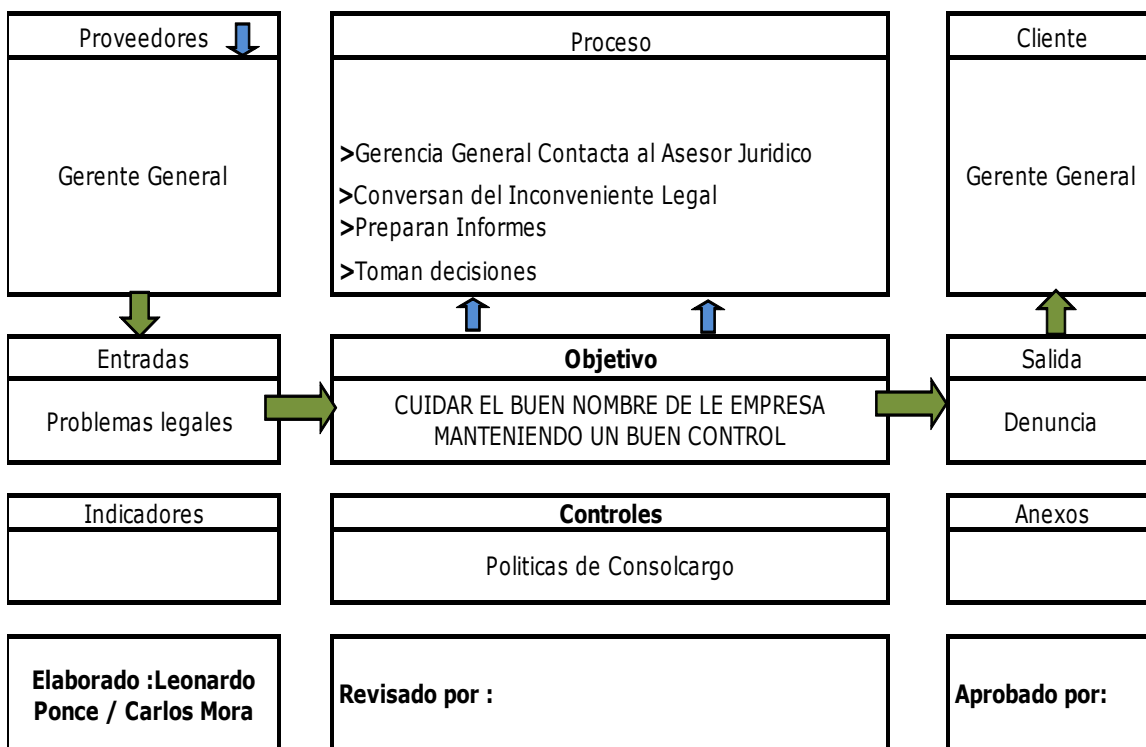 Proveedores
Proceso
Cliente
Gerente General
>Gerencia General Contacta al Asesor Juridico
>Conversan del Inconveniente Legal
>Preparan Informes
>Toman decisiones
Gerente General
Entradas
Objetivo
Salida
Problemas legales
CUIDAR EL BUEN NOMBRE DE LE EMPRESA
MANTENIENDO UN BUEN CONTROL
Denuncia
Indicadores
Controles
Anexos
Politicas de Consolcargo
Elaborado :Leonardo
Ponce / Carlos Mora
Revisado por :
Aprobado por: